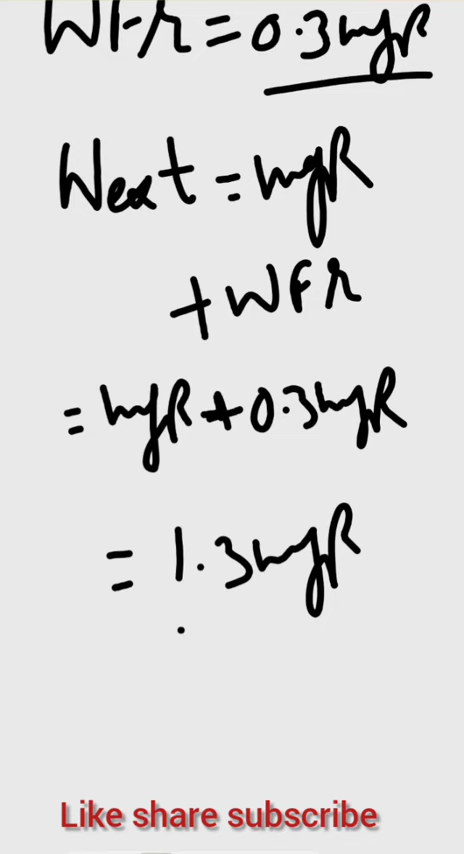 WFr = 0.3mgR
Wext = mgR
+ WFr
= mgR + 0.3mgR
= 1.3mgR
Like share subscribe